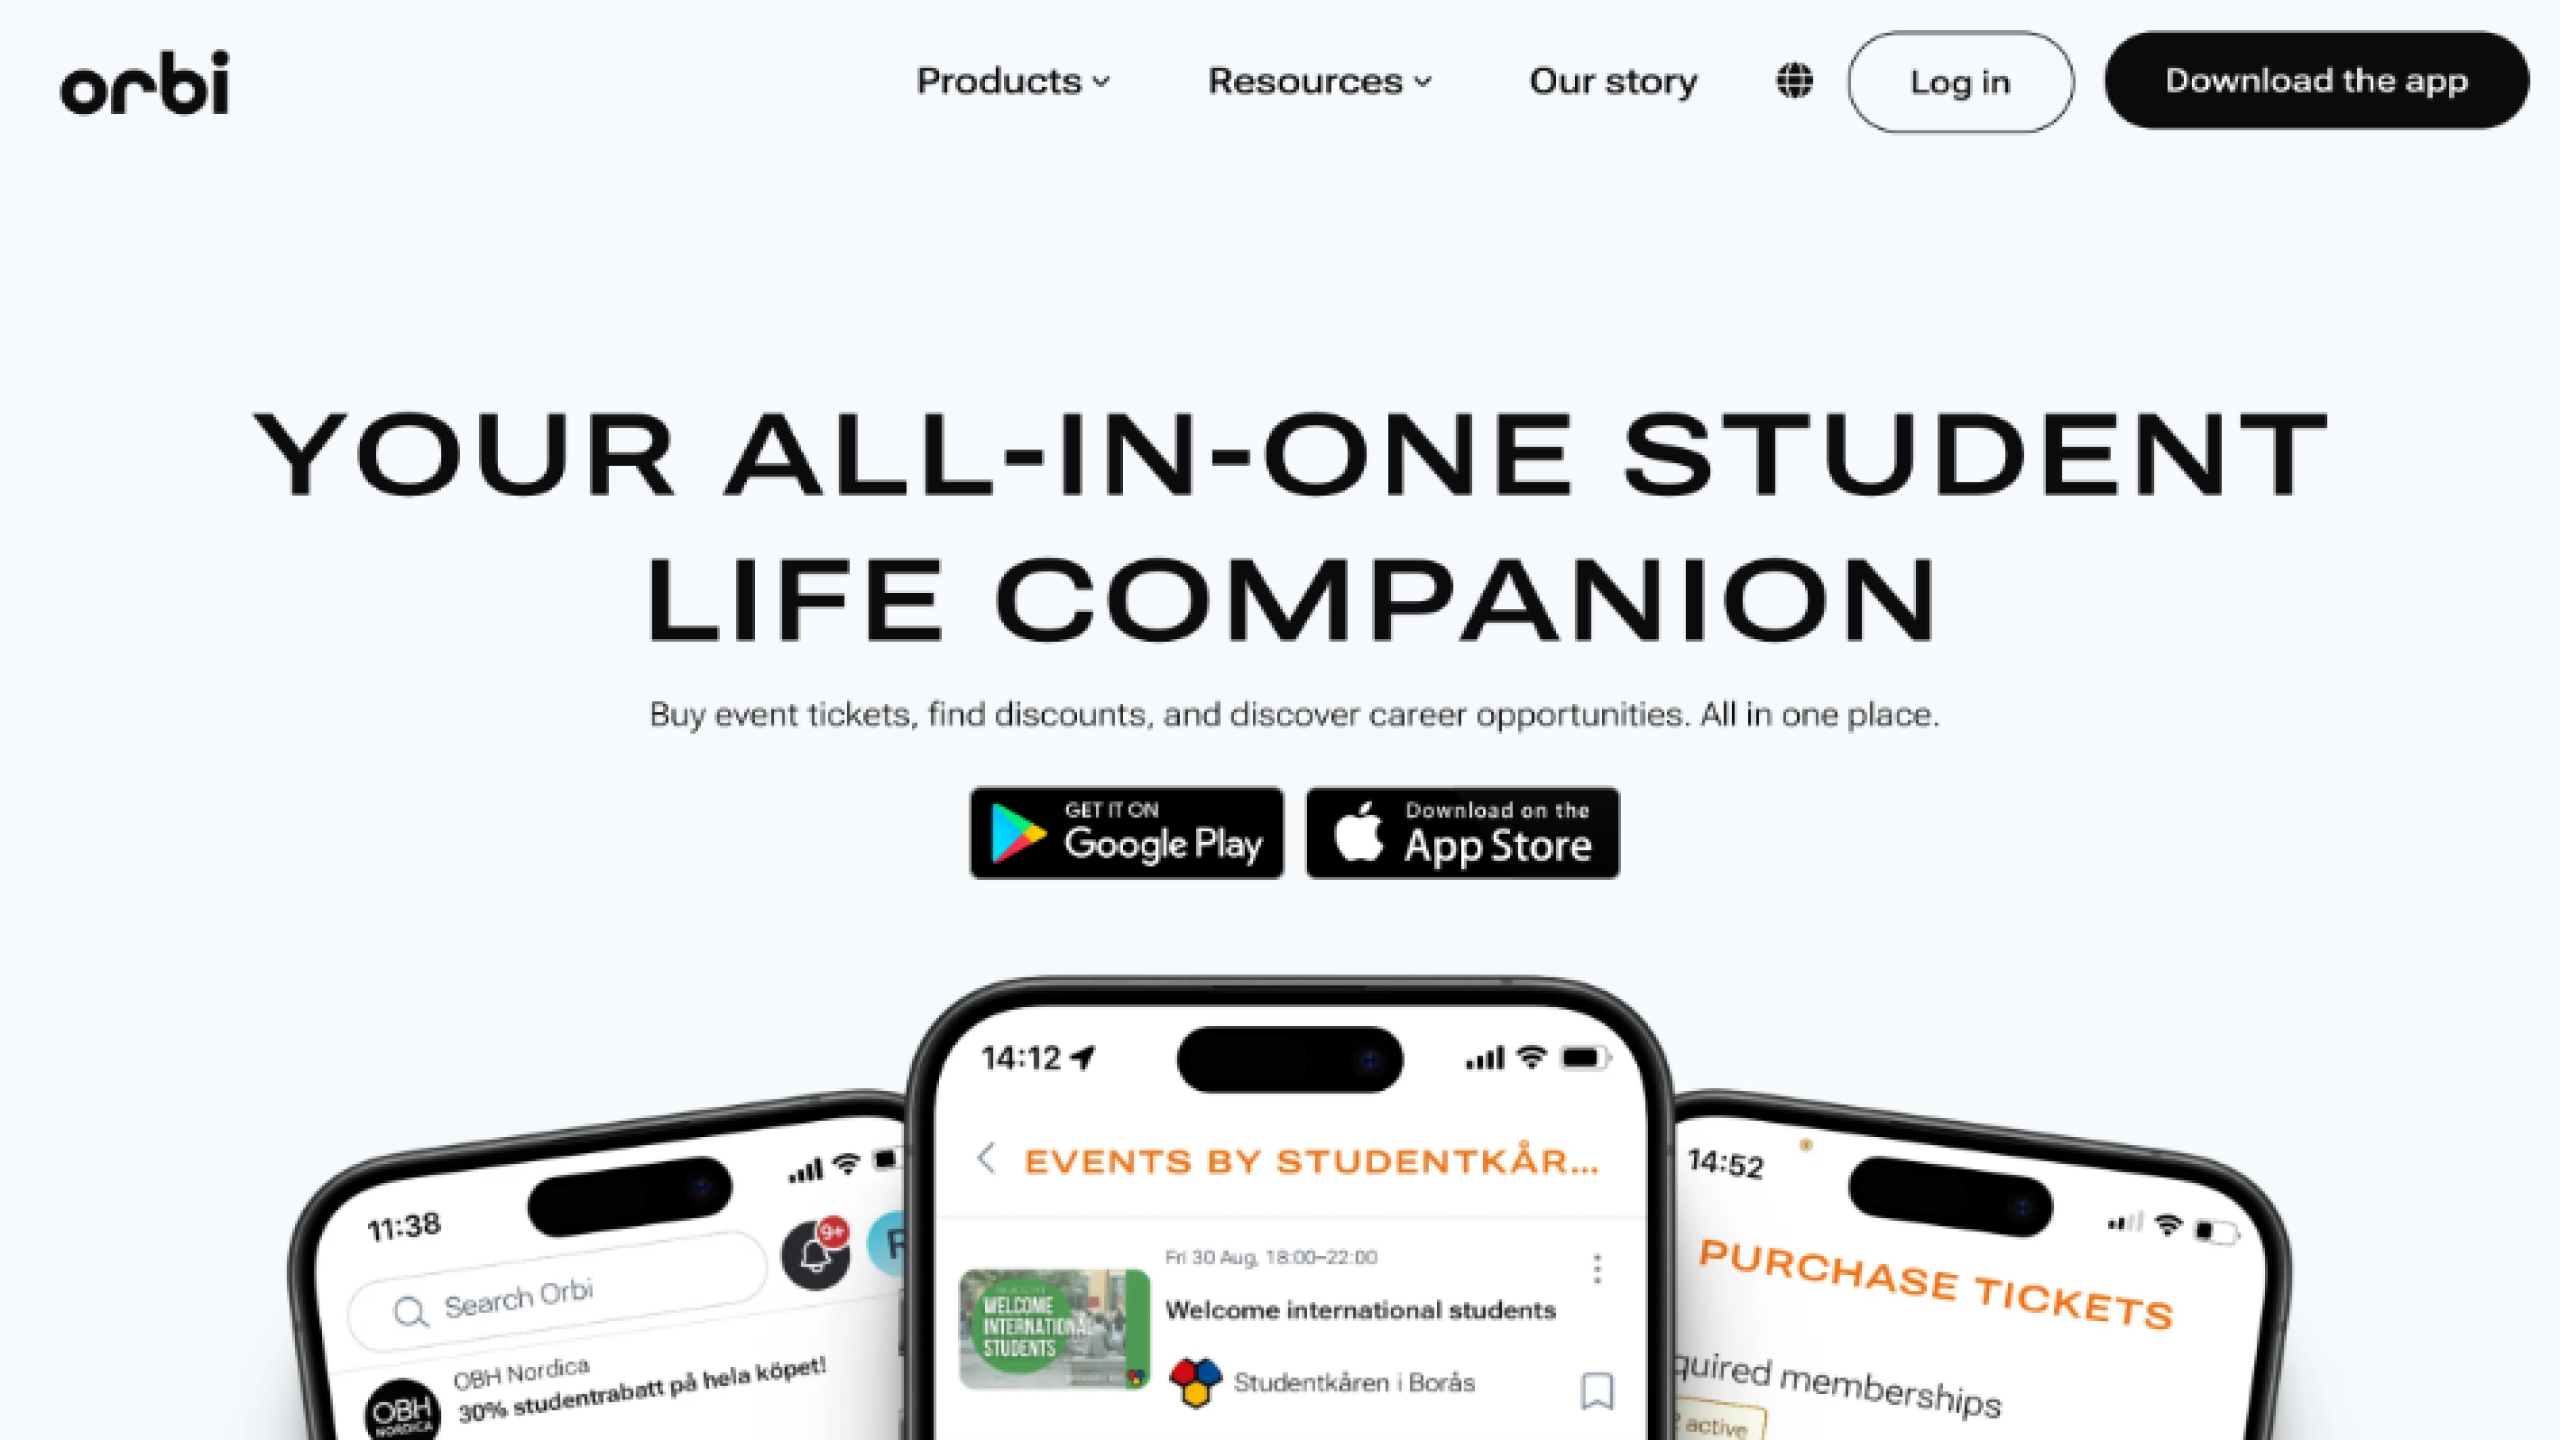 orbi
Products
Resources
Our story
Log in
Download the app
YOUR ALL-IN-ONE STUDENT
LIFE COMPANION
Buy event tickets, find discounts, and discover career opportunities. All in one place.
GET IT ON
Google Play
Download on the
App Store
11:38
9+
Search Orbi
OBH Nordica
30% studentrabatt på hela köpet!
OBH
NORDICA
14:12
EVENTS BY STUDENTKÅR...
Fri 30 Aug, 18:00–22:00
Welcome international students
WELCOME
INTERNATIONAL
STUDENTS
Studentkåren i Borås
14:52
PURCHASE TICKETS
quired memberships
active